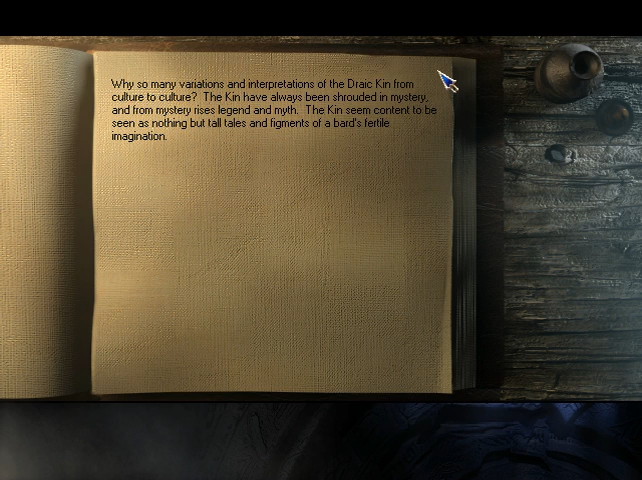 Why so many variations and interpretations of the Draic Kin from
culture to culture?  The Kin have always been shrouded in mystery,
and from mystery rises legend and myth.  The Kin seem content to be
seen as nothing but tall tales and figments of a bard's fertile
imagination.